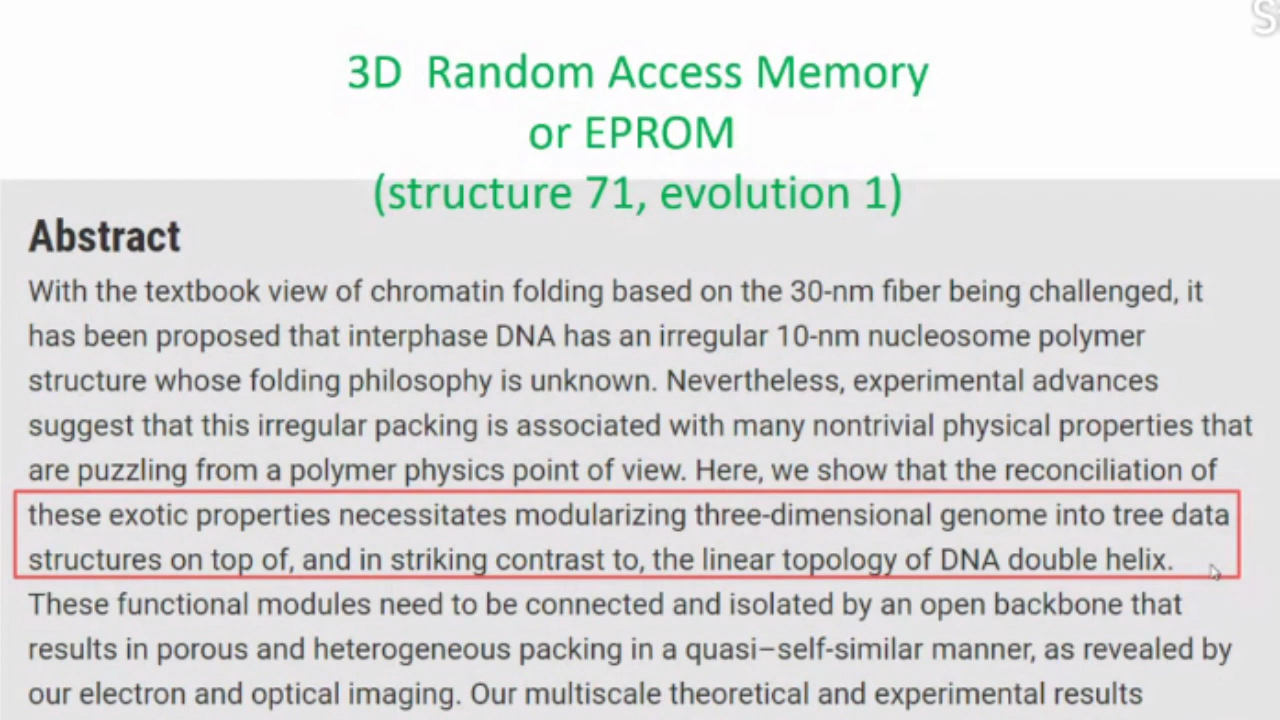 S
3D Random Access Memory
or EPROM
(structure 71, evolution 1)
Abstract
With the textbook view of chromatin folding based on the 30-nm fiber being challenged, it
has been proposed that interphase DNA has an irregular 10-nm nucleosome polymer
structure whose folding philosophy is unknown. Nevertheless, experimental advances
suggest that this irregular packing is associated with many nontrivial physical properties that
are puzzling from a polymer physics point of view. Here, we show that the reconciliation of
these exotic properties necessitates modularizing three-dimensional genome into tree data
structures on top of, and in striking contrast to, the linear topology of DNA double helix.
These functional modules need to be connected and isolated by an open backbone that
results in porous and heterogeneous packing in a quasi–self-similar manner, as revealed by
our electron and optical imaging. Our multiscale theoretical and experimental results